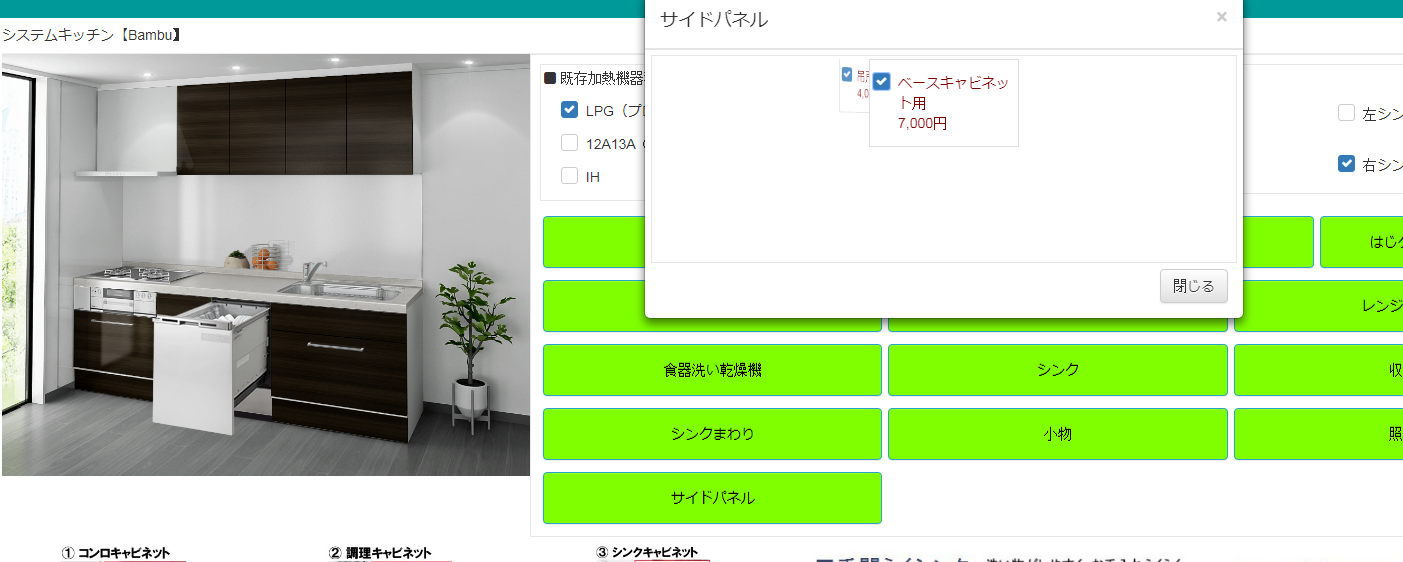 システムキッチン【Bambu】
サイドパネル
×
ベースキャビネッ
ト用
7,000円
閉じる
既存加熱機器
LPG（プ
12A13A
IH
左シン
右シン
はじ
レンジ
食器洗い乾燥機
シンク
収
シンクまわり
小物
照
サイドパネル
① コンロキャビネット
② 調理キャビネット
③ シンクキャビネット